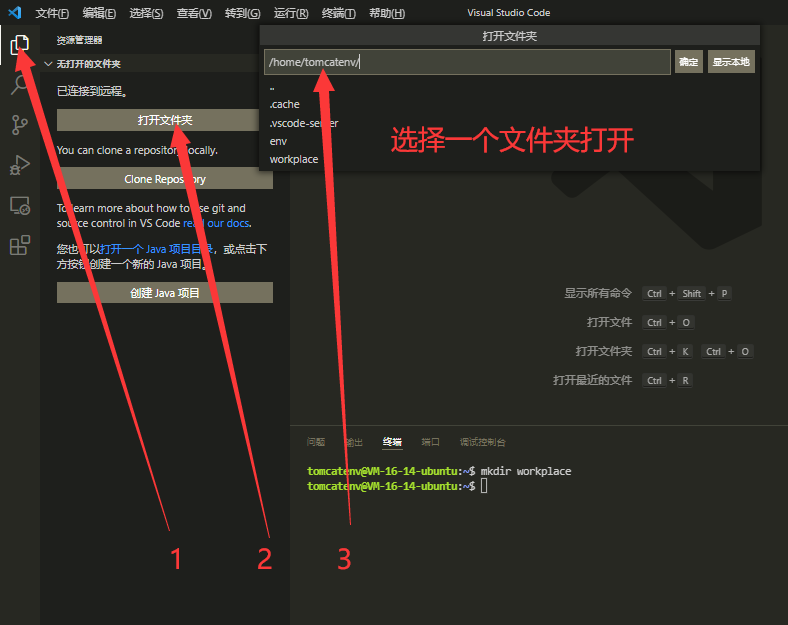 文件(F) 编辑(E) 选择(S) 查看(V) 转到(G) 运行(R) 终端(T) 帮助(H) Visual Studio Code
资源管理器
无打开的文件夹
已连接到远程。
打开文件夹
You can clone a repository locally.
Clone Repository
To learn more about how to use git and
source control in VS Code read our docs.
您也可以打开一个 Java 项目目录，或点击下
方按钮创建一个新的 Java 项目。
创建 Java 项目
打开文件夹
/home/tomcatenv/ 确定 显示本地
..
.cache
.vscode-server
env
workplace
选择一个文件夹打开
显示所有命令 Ctrl + Shift + P
打开文件 Ctrl + O
打开文件夹 Ctrl + K Ctrl + O
打开最近的文件 Ctrl + R
问题 输出 终端 端口 调试控制台
tomcatenv@VM-16-14-ubuntu:~$ mkdir workplace
tomcatenv@VM-16-14-ubuntu:~$
1 2 3